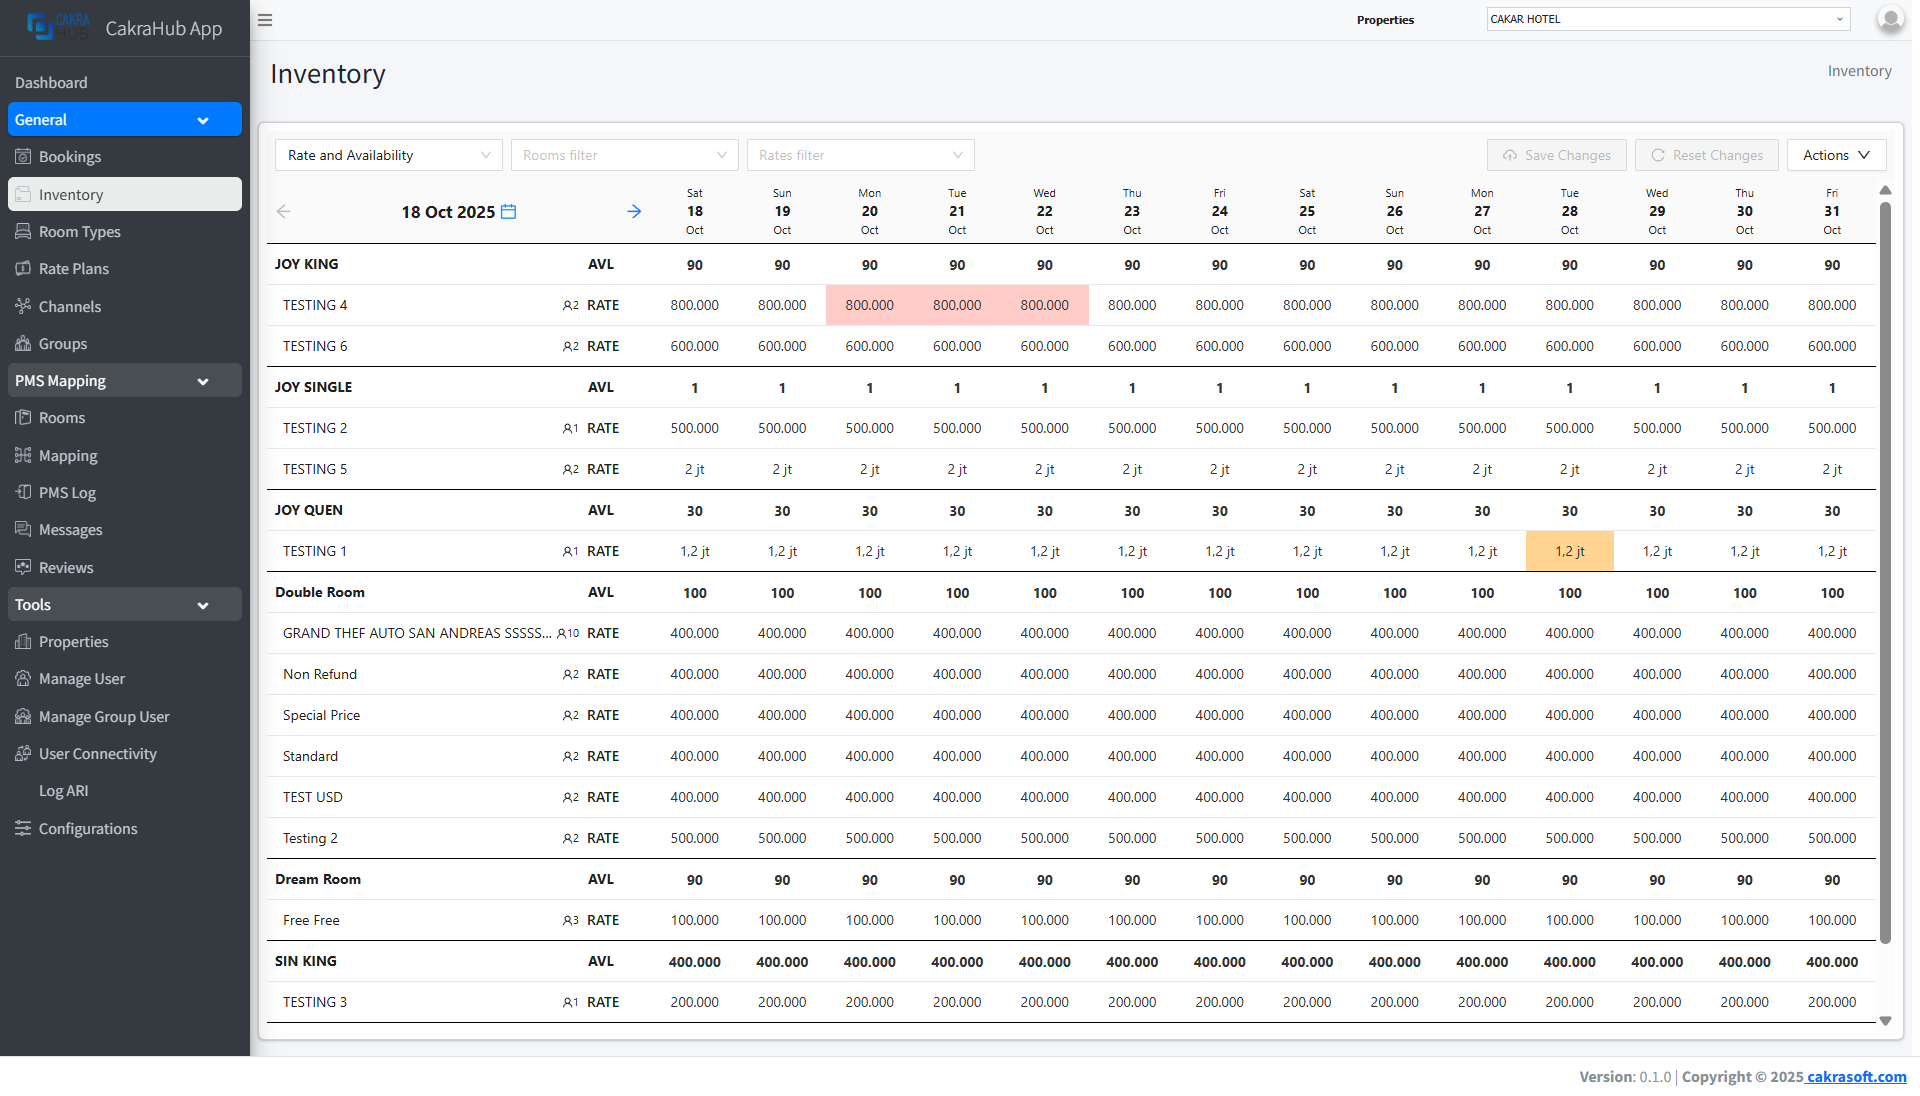 CAKRA
HUB
CakraHub App
Properties
CAKAR HOTEL
Dashboard
General
Bookings
Inventory
Room Types
Rate Plans
Channels
Groups
PMS Mapping
Rooms
Mapping
PMS Log
Messages
Reviews
Tools
Properties
Manage User
Manage Group User
User Connectivity
Log ARI
Configurations
Inventory
Inventory
Rate and Availability
Rooms filter
Rates filter
Save Changes
Reset Changes
Actions
18 Oct 2025
Sat Sun Mon Tue Wed Thu Fri Sat Sun Mon Tue Wed Thu Fri
18 19 20 21 22 23 24 25 26 27 28 29 30 31
Oct Oct Oct Oct Oct Oct Oct Oct Oct Oct Oct Oct Oct Oct
JOY KING AVL 90 90 90 90 90 90 90 90 90 90 90 90 90 90
TESTING 4 2 RATE 800.000 800.000 800.000 800.000 800.000 800.000 800.000 800.000 800.000 800.000 800.000 800.000 800.000 800.000
TESTING 6 2 RATE 600.000 600.000 600.000 600.000 600.000 600.000 600.000 600.000 600.000 600.000 600.000 600.000 600.000 600.000
JOY SINGLE AVL 1 1 1 1 1 1 1 1 1 1 1 1 1 1
TESTING 2 1 RATE 500.000 500.000 500.000 500.000 500.000 500.000 500.000 500.000 500.000 500.000 500.000 500.000 500.000 500.000
TESTING 5 2 RATE 2 jt 2 jt 2 jt 2 jt 2 jt 2 jt 2 jt 2 jt 2 jt 2 jt 2 jt 2 jt 2 jt 2 jt
JOY QUEN AVL 30 30 30 30 30 30 30 30 30 30 30 30 30 30
TESTING 1 1 RATE 1,2 jt 1,2 jt 1,2 jt 1,2 jt 1,2 jt 1,2 jt 1,2 jt 1,2 jt 1,2 jt 1,2 jt 1,2 jt 1,2 jt 1,2 jt 1,2 jt
Double Room AVL 100 100 100 100 100 100 100 100 100 100 100 100 100 100
GRAND THEF AUTO SAN ANDREAS SSSSS... 10 RATE 400.000 400.000 400.000 400.000 400.000 400.000 400.000 400.000 400.000 400.000 400.000 400.000 400.000 400.000
Non Refund 2 RATE 400.000 400.000 400.000 400.000 400.000 400.000 400.000 400.000 400.000 400.000 400.000 400.000 400.000 400.000
Special Price 2 RATE 400.000 400.000 400.000 400.000 400.000 400.000 400.000 400.000 400.000 400.000 400.000 400.000 400.000 400.000
Standard 2 RATE 400.000 400.000 400.000 400.000 400.000 400.000 400.000 400.000 400.000 400.000 400.000 400.000 400.000 400.000
TEST USD 2 RATE 400.000 400.000 400.000 400.000 400.000 400.000 400.000 400.000 400.000 400.000 400.000 400.000 400.000 400.000
Testing 2 2 RATE 500.000 500.000 500.000 500.000 500.000 500.000 500.000 500.000 500.000 500.000 500.000 500.000 500.000 500.000
Dream Room AVL 90 90 90 90 90 90 90 90 90 90 90 90 90 90
Free Free 3 RATE 100.000 100.000 100.000 100.000 100.000 100.000 100.000 100.000 100.000 100.000 100.000 100.000 100.000 100.000
SIN KING AVL 400.000 400.000 400.000 400.000 400.000 400.000 400.000 400.000 400.000 400.000 400.000 400.000 400.000 400.000
TESTING 3 1 RATE 200.000 200.000 200.000 200.000 200.000 200.000 200.000 200.000 200.000 200.000 200.000 200.000 200.000 200.000
Version: 0.1.0 | Copyright © 2025 cakrasoft.com